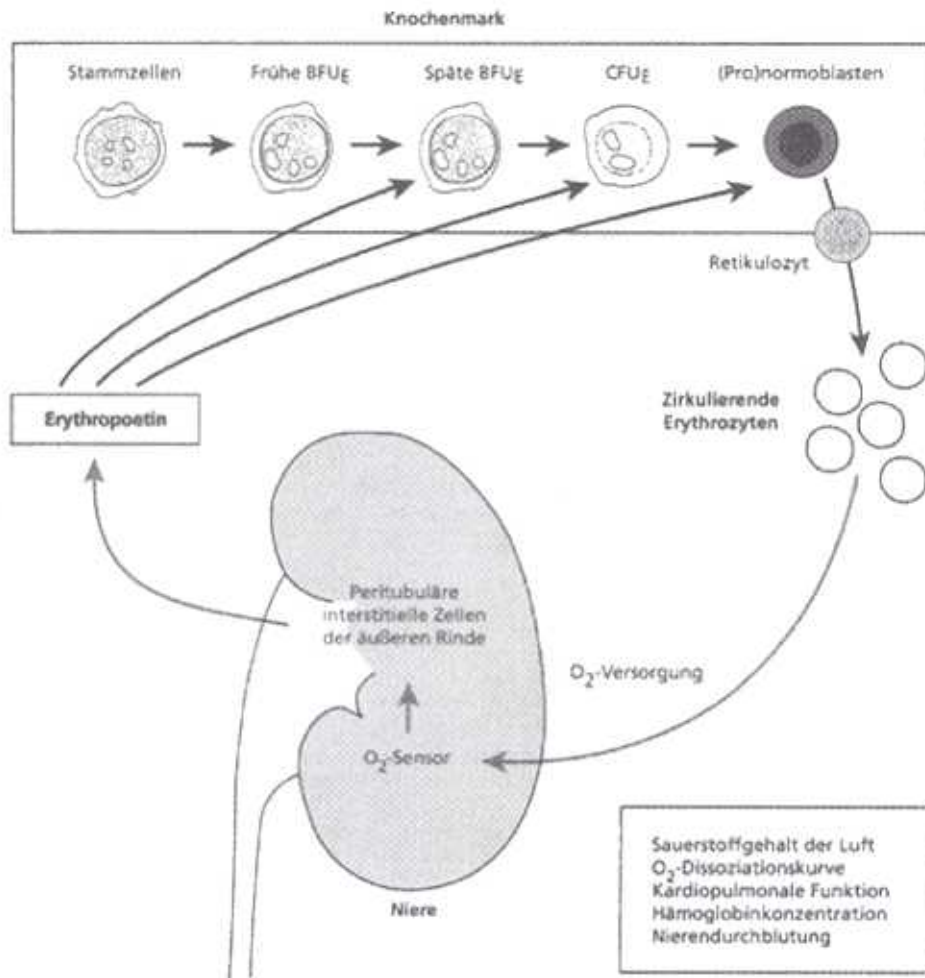 Knochenmark
Stammzellen
Frühe BFUE
Späte BFUE
CFUE
(Pro)normoblasten
Retikulozyt
Erythropoetin
Zirkulierende
Erythrozyten
Peritubuläre
interstitielle Zellen
der äußeren Rinde
O2-Versorgung
O2-Sensor
Niere
Sauerstoffgehalt der Luft
O2-Dissoziationskurve
Kardiopulmonale Funktion
Hämoglobinkonzentration
Nierendurchblutung